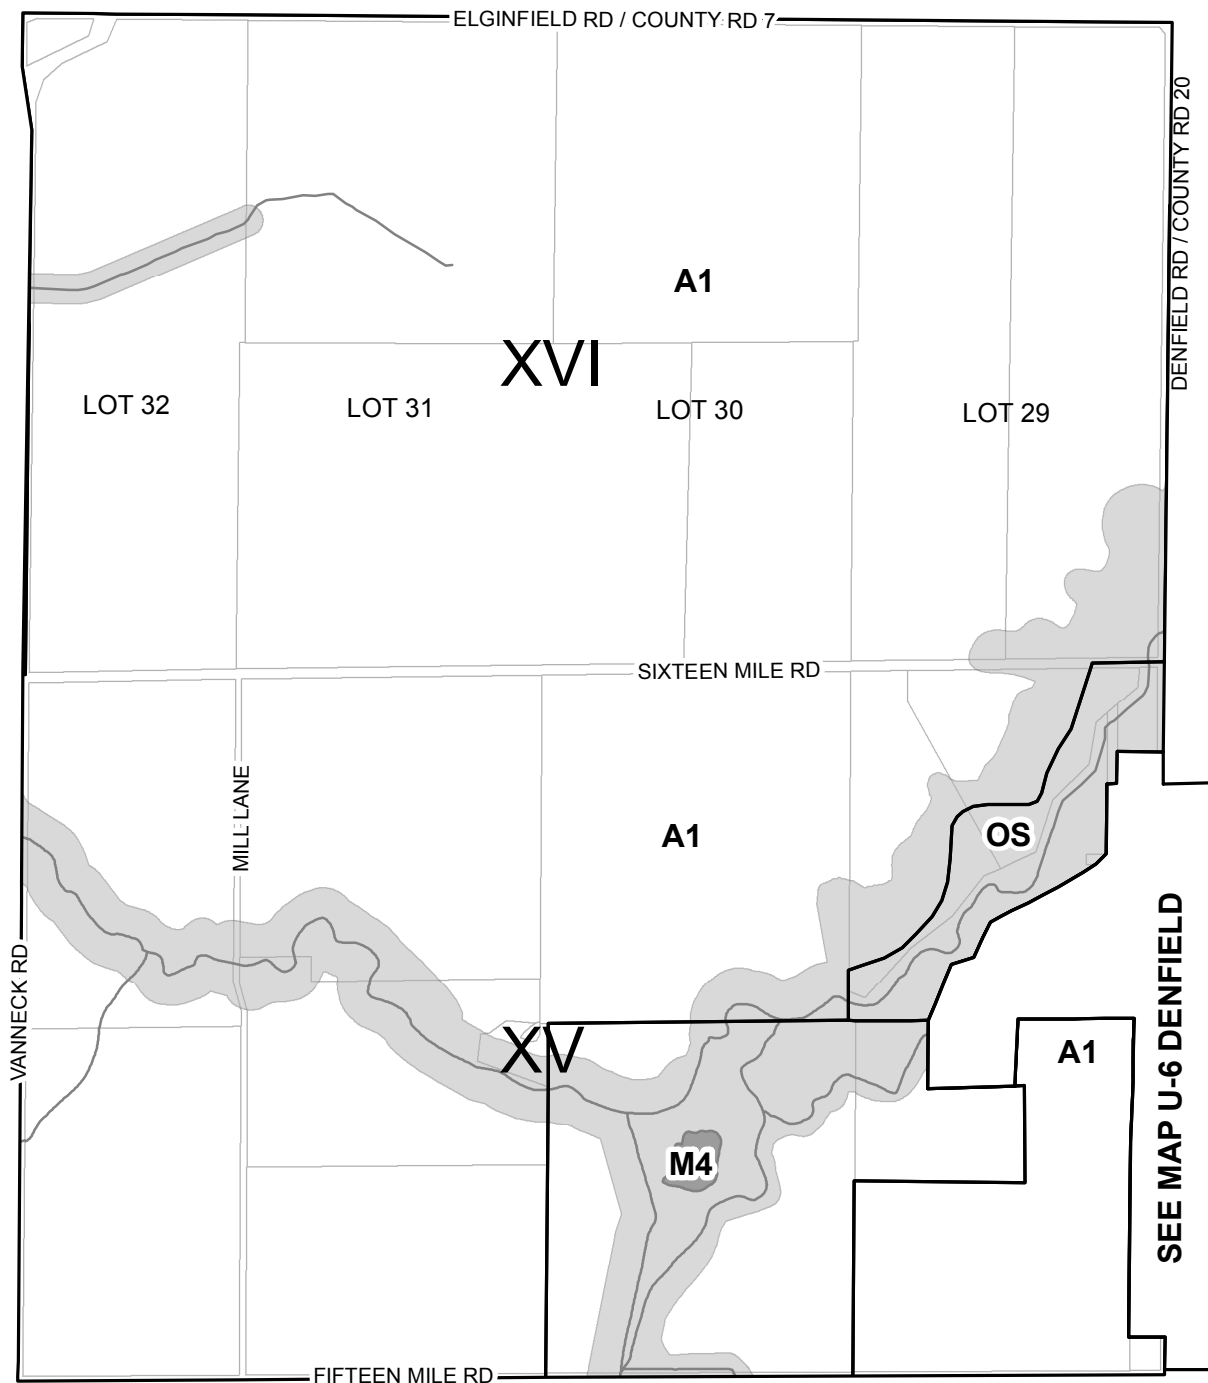 ELGINFIELD RD / COUNTY RD 7
DENFIELD RD / COUNTY RD 20
A1
XVI
LOT 32
LOT 31
LOT 30
LOT 29
SIXTEEN MILE RD
MILL LANE
A1
OS
VANNECK RD
SEE MAP U-6 DENFIELD
XV
A1
M4
FIFTEEN MILE RD